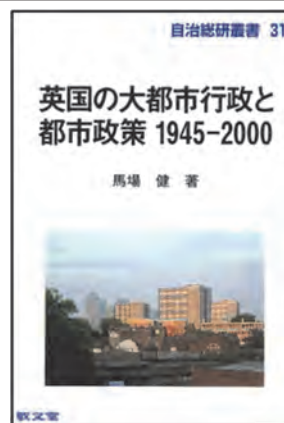 自治総研叢書 31
英国の大都市行政と
都市政策 1945-2000
馬場 健 著
敬文堂